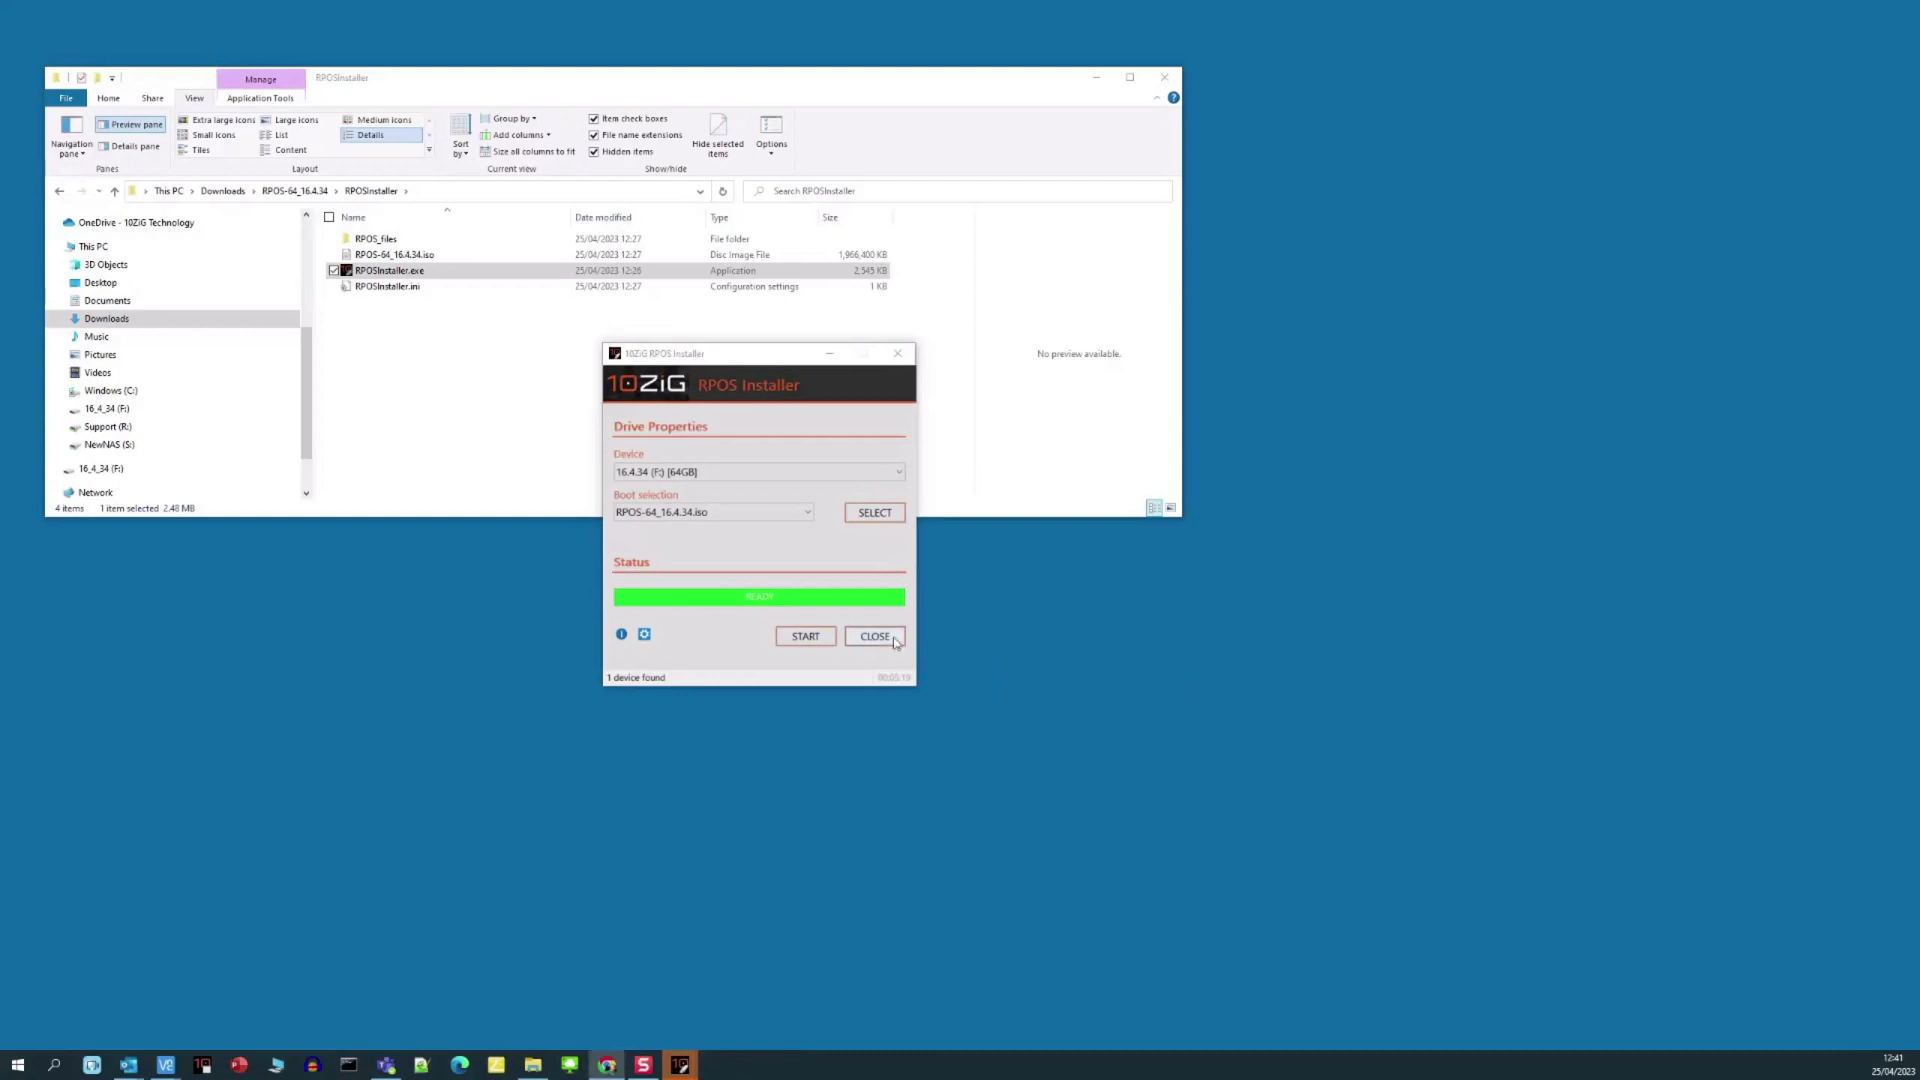 Manage
RPOSInstaller
File
Home
Share
View
Application Tools
Navigation pane
Preview pane
Details pane
Panes
Extra large icons
Large icons
Medium icons
Small icons
List
Details
Tiles
Content
Layout
Sort by
Group by
Add columns
Size all columns to fit
Current view
Item check boxes
File name extensions
Hidden items
Hide selected items
Show/hide
Options
This PC > Downloads > RPOS-64_16.4.34 > RPOSInstaller >
Search RPOSInstaller
OneDrive - 10ZiG Technology
This PC
3D Objects
Desktop
Documents
Downloads
Music
Pictures
Videos
Windows (C:)
16_4_34 (F:)
Support (R:)
NewNAS (S:)
16_4_34 (F:)
Network
Name Date modified Type Size
RPOS_files 25/04/2023 12:27 File folder
RPOS-64_16.4.34.iso 25/04/2023 12:27 Disc Image File 1,966,400 KB
RPOSInstaller.exe 25/04/2023 12:26 Application 2,545 KB
RPOSInstaller.ini 25/04/2023 12:27 Configuration settings 1 KB
No preview available.
4 items 1 item selected 2.48 MB
10ZiG RPOS Installer
10ZiG RPOS Installer
Drive Properties
Device
16.4.34 (F:) [64GB]
Boot selection
RPOS-64_16.4.34.iso
SELECT
Status
READY
START
CLOSE
1 device found 00:05:19
12:41
25/04/2023